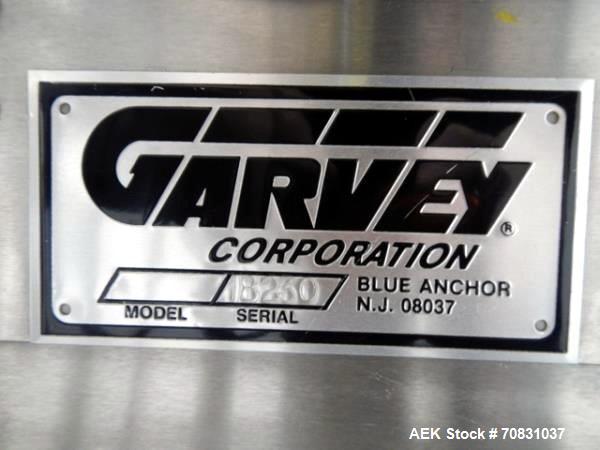 GARVEY®
CORPORATION
18230 BLUE ANCHOR
MODEL SERIAL N.J. 08037
AEK Stock # 70831037